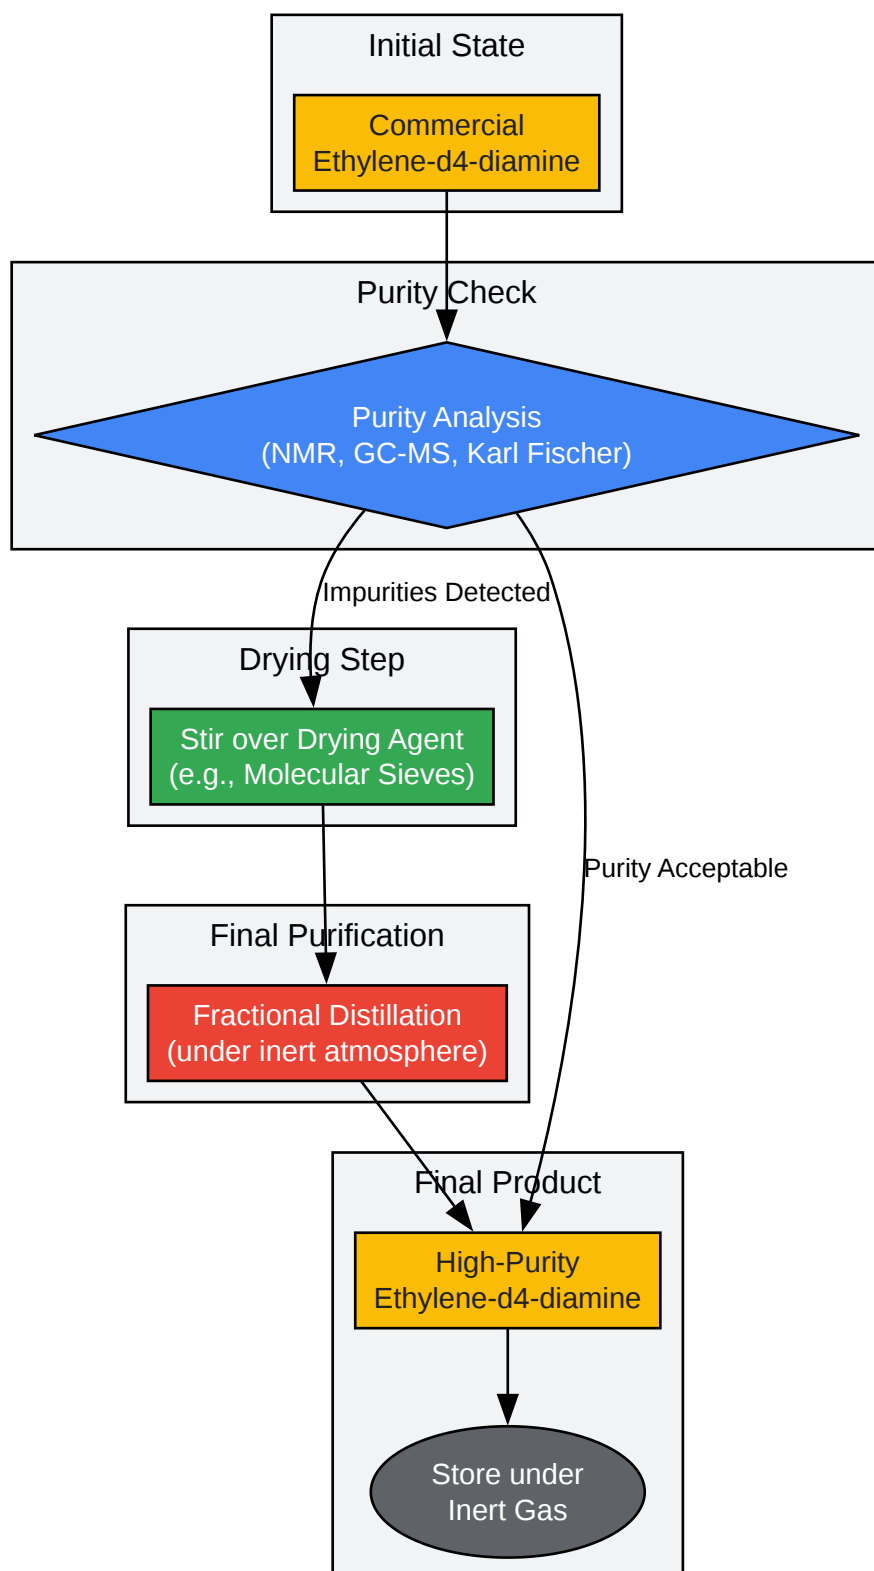 Initial State
Commercial
Ethylene-d4-diamine
Purity Check
Purity Analysis
(NMR, GC-MS, Karl Fischer)
Impurities Detected
Drying Step
Stir over Drying Agent
(e.g., Molecular Sieves)
Purity Acceptable
Final Purification
Fractional Distillation
(under inert atmosphere)
Final Product
High-Purity
Ethylene-d4-diamine
Store under
Inert Gas